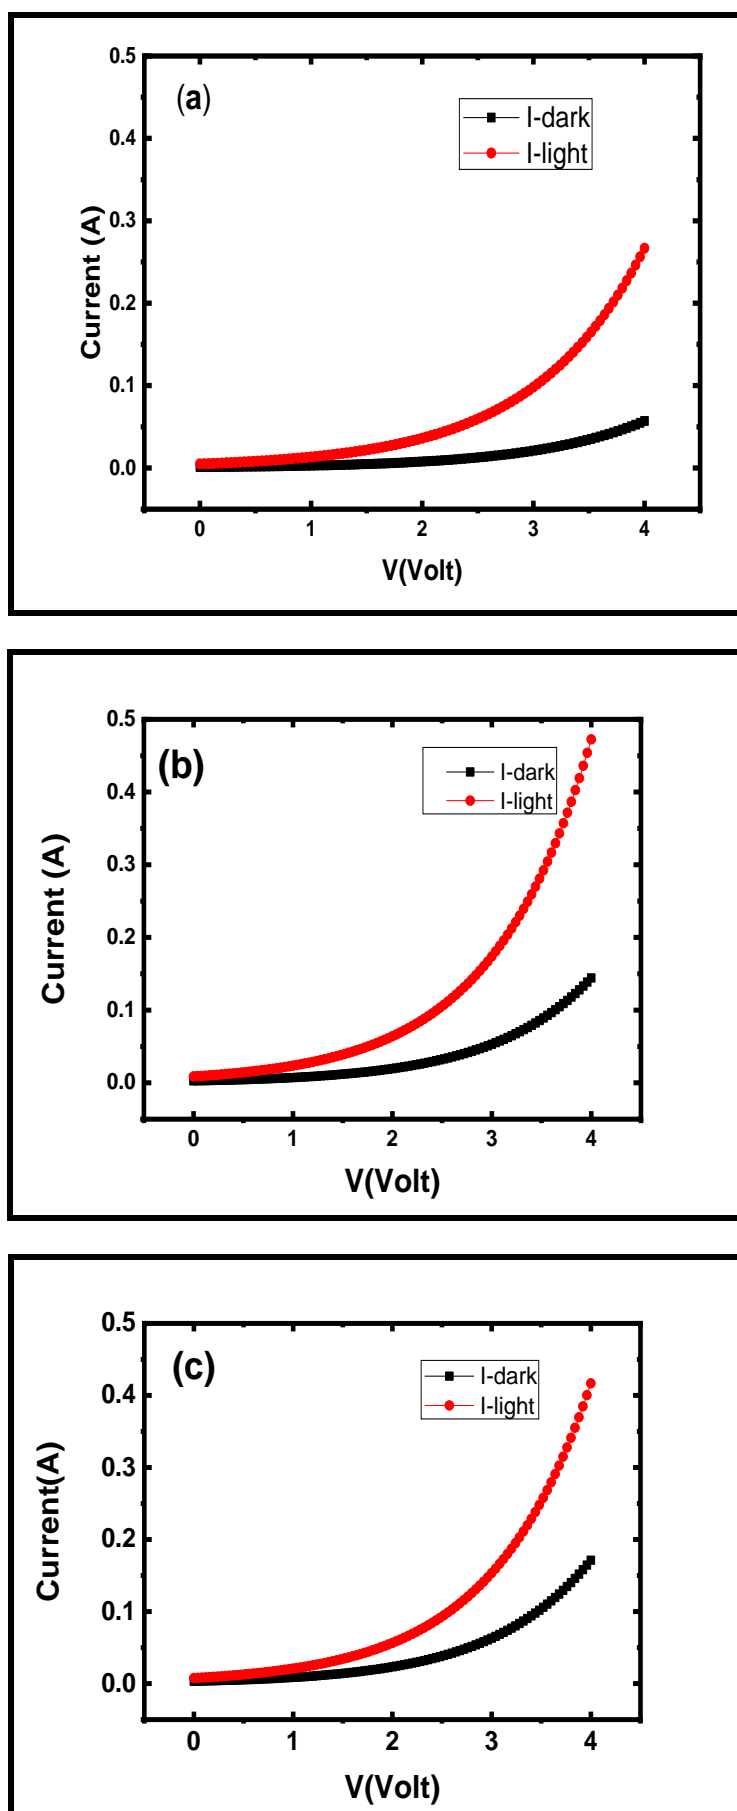 (a)
I-dark
I-light
0.5
0.4
0.3
0.2
0.1
0.0
Current (A)
0 1 2 3 4
V(Volt)
(b)
I-dark
I-light
0.5
0.4
0.3
0.2
0.1
0.0
Current (A)
0 1 2 3 4
V(Volt)
(c)
I-dark
I-light
0.5
0.4
0.3
0.2
0.1
0.0
Current(A)
0 1 2 3 4
V(Volt)